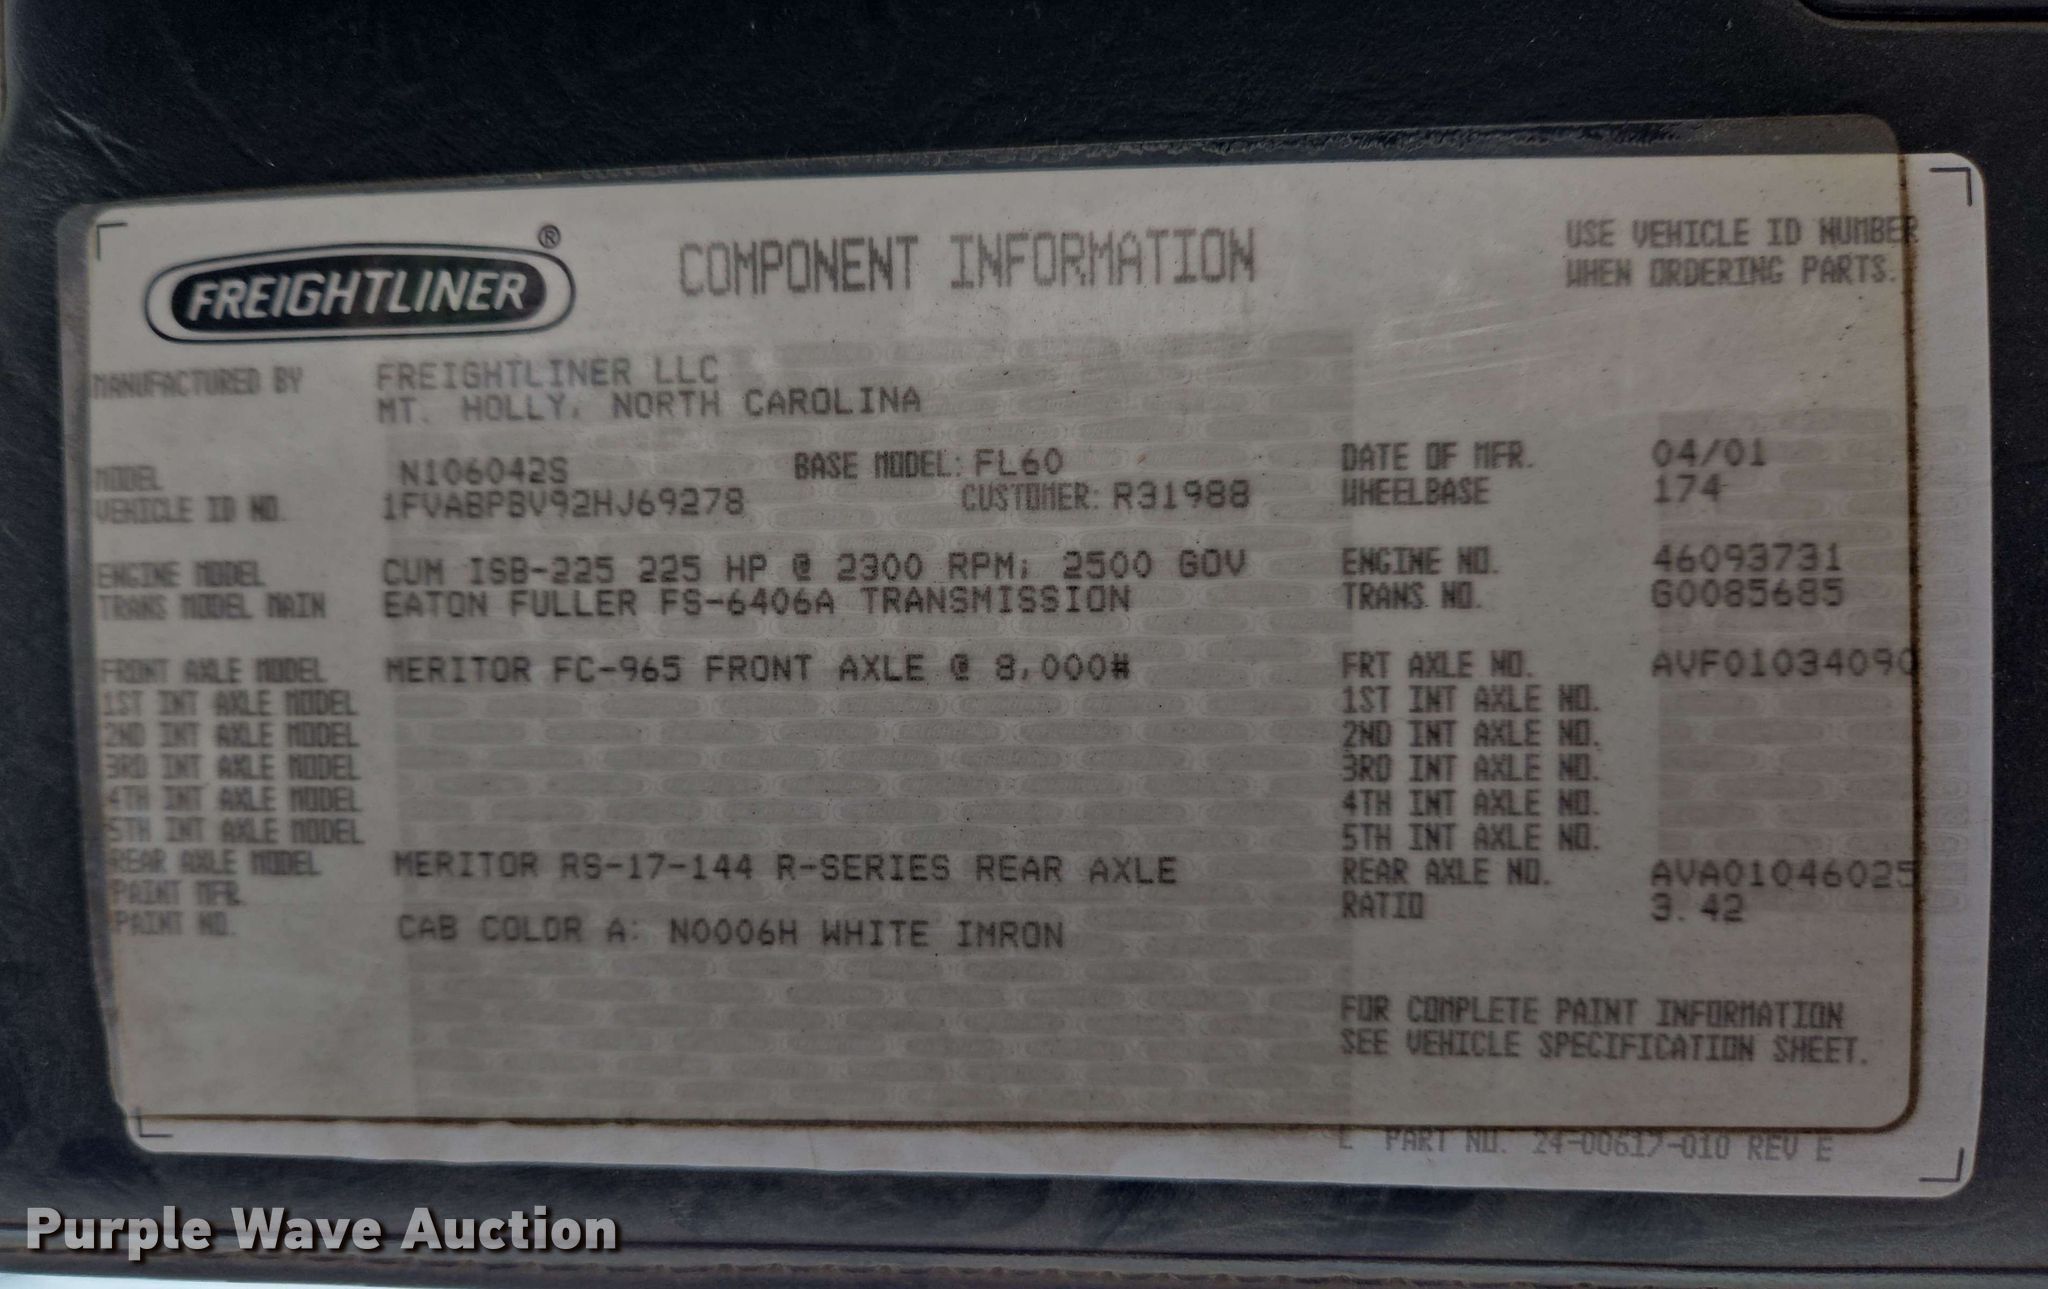 FREIGHTLINER ®
COMPONENT INFORMATION
USE VEHICLE ID NUMBER
WHEN ORDERING PARTS.
MANUFACTURED BY FREIGHTLINER LLC
MT. HOLLY, NORTH CAROLINA
MODEL N106042S BASE MODEL: FL60 DATE OF MFR. 04/01
VEHICLE ID NO. 1FVABPBV92HJ69278 CUSTOMER: R31988 WHEELBASE 174
ENGINE MODEL CUM ISB-225 225 HP @ 2300 RPM; 2500 GOV ENGINE NO. 46093731
TRANS MODEL MAIN EATON FULLER FS-6406A TRANSMISSION TRANS NO. G0085685
FRONT AXLE MODEL MERITOR FC-965 FRONT AXLE @ 8,000# FRT AXLE NO. AVF01034090
1ST INT AXLE MODEL 1ST INT AXLE NO.
2ND INT AXLE MODEL 2ND INT AXLE NO.
3RD INT AXLE MODEL 3RD INT AXLE NO.
4TH INT AXLE MODEL 4TH INT AXLE NO.
5TH INT AXLE MODEL 5TH INT AXLE NO.
REAR AXLE MODEL MERITOR RS-17-144 R-SERIES REAR AXLE REAR AXLE NO. AVA01046025
PAINT MFR. RATIO 3.42
PAINT NO. CAB COLOR A: N0006H WHITE IMRON
FOR COMPLETE PAINT INFORMATION
SEE VEHICLE SPECIFICATION SHEET.
PART NO. 24-00617-010 REV E
Purple Wave Auction